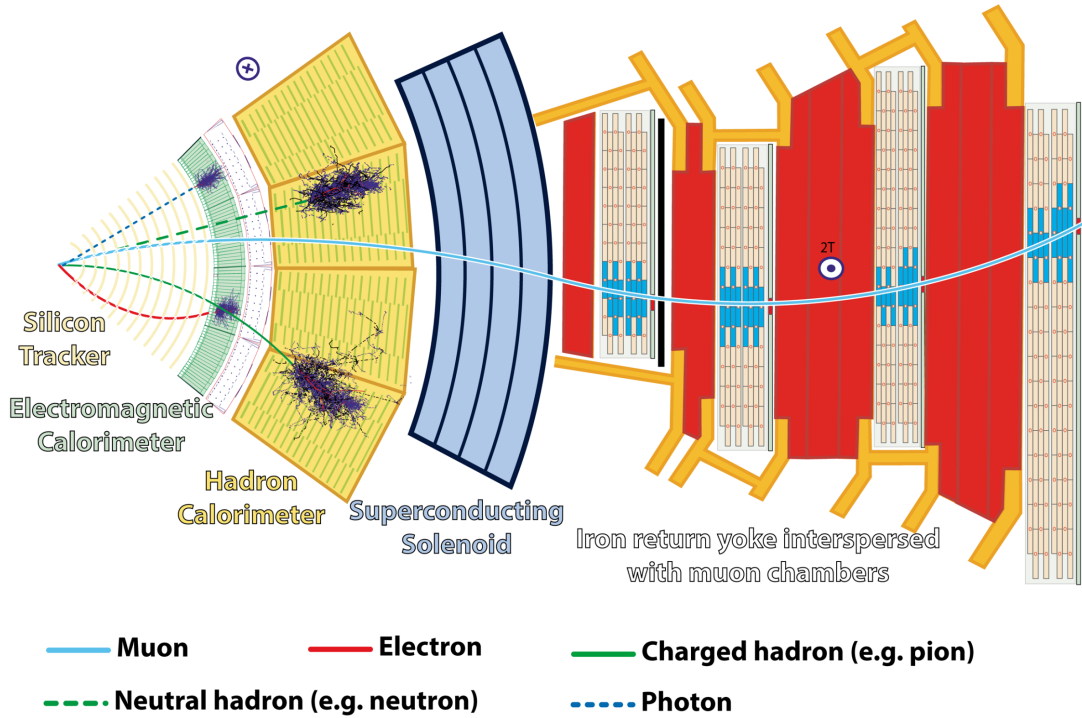 2T
Silicon
Tracker
Electromagnetic
Calorimeter
Hadron
Calorimeter
Superconducting
Solenoid
Iron return yoke interspersed
with muon chambers
Muon
Electron
Charged hadron (e.g. pion)
Neutral hadron (e.g. neutron)
Photon